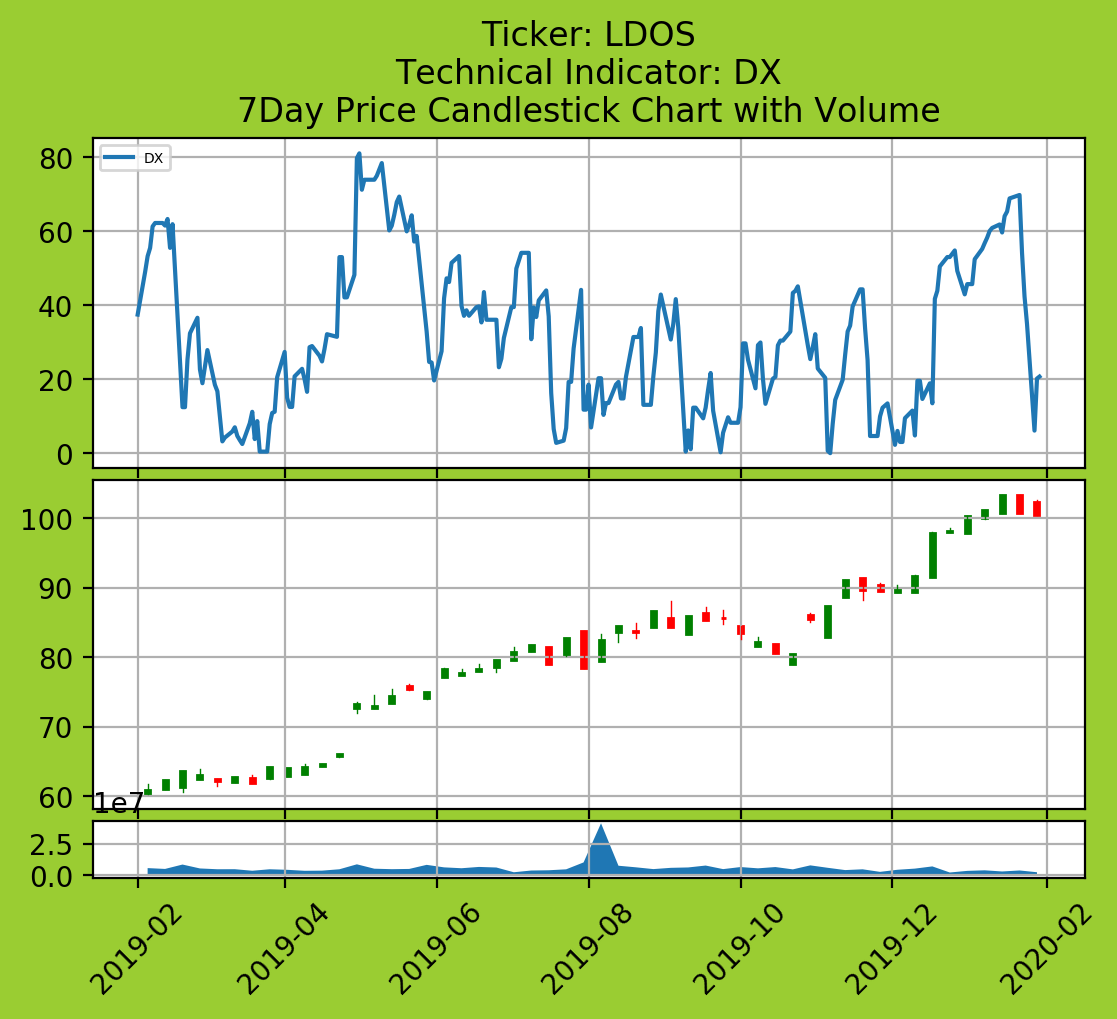 Ticker: LDOS
Technical Indicator: DX
7Day Price Candlestick Chart with Volume
DX
80
60
40
20
0
100
90
80
70
60
1e7
2.5
0.0
2019-02 2019-04 2019-06 2019-08 2019-10 2019-12 2020-02